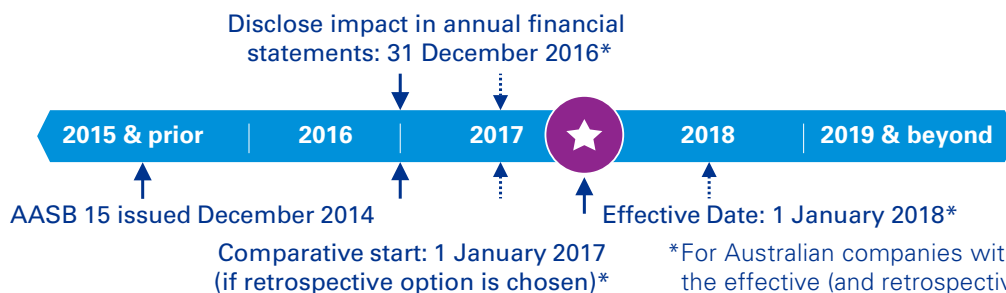 Disclose impact in annual financial
statements: 31 December 2016*
2015 & prior
2016
2017
2018
2019 & beyond
AASB 15 issued December 2014
Effective Date: 1 January 2018*
Comparative start: 1 January 2017
(if retrospective option is chosen)*
*For Australian companies
the effective (and